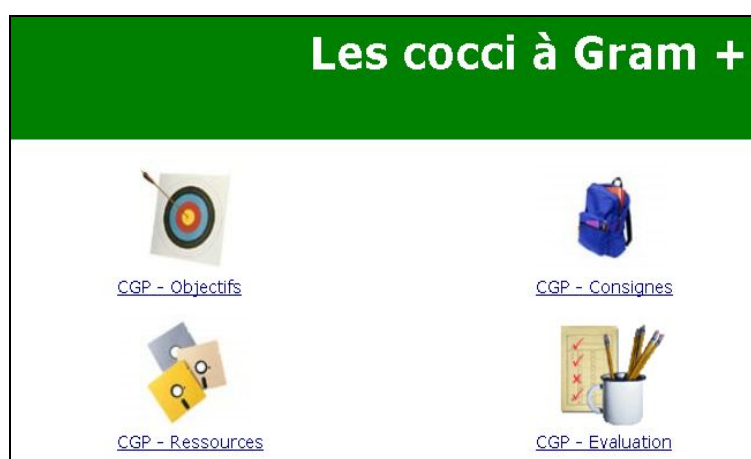 Les cocci à Gram +
CGP - Objectifs
CGP - Consignes
CGP - Ressources
CGP - Evaluation